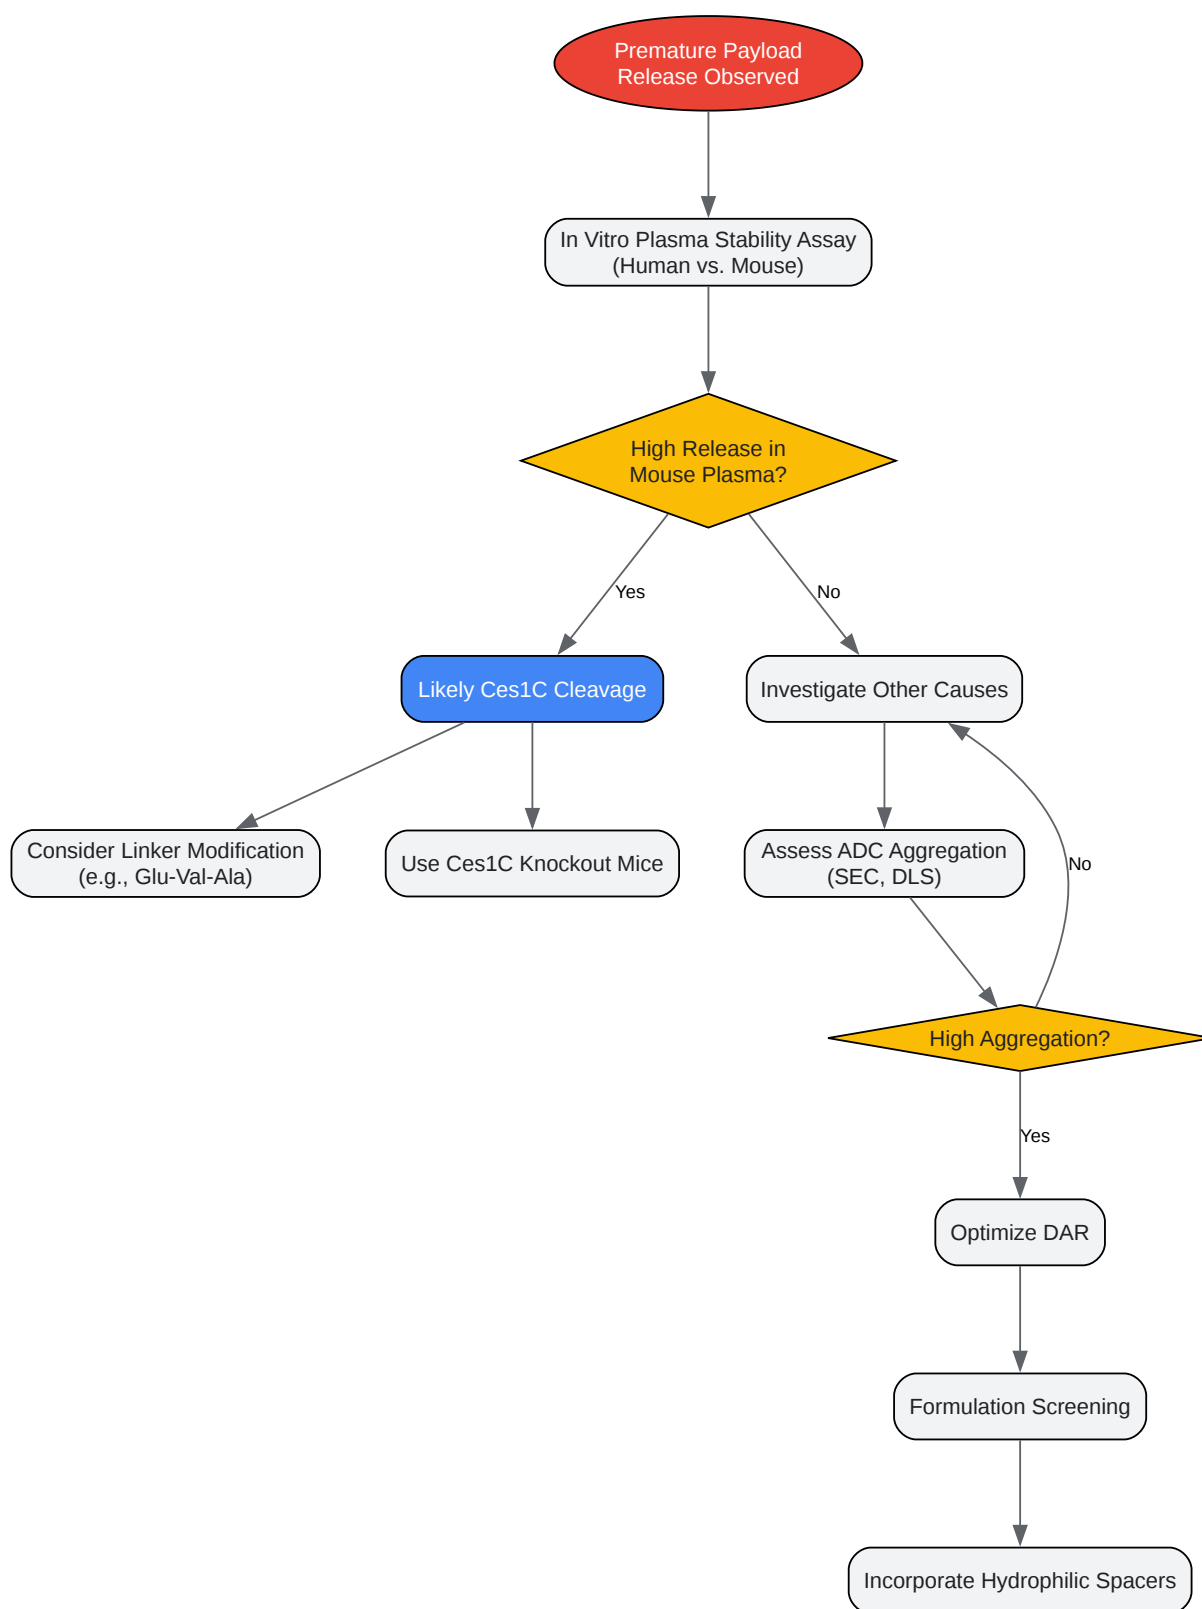 Premature Payload
Release Observed
In Vitro Plasma Stability Assay
(Human vs. Mouse)
High Release in
Mouse Plasma?
Yes
No
Likely Ces1C Cleavage
Investigate Other Causes
Consider Linker Modification
(e.g., Glu-Val-Ala)
Use Ces1C Knockout Mice
Assess ADC Aggregation
(SEC, DLS)
No
High Aggregation?
Yes
Optimize DAR
Formulation Screening
Incorporate Hydrophilic Spacers